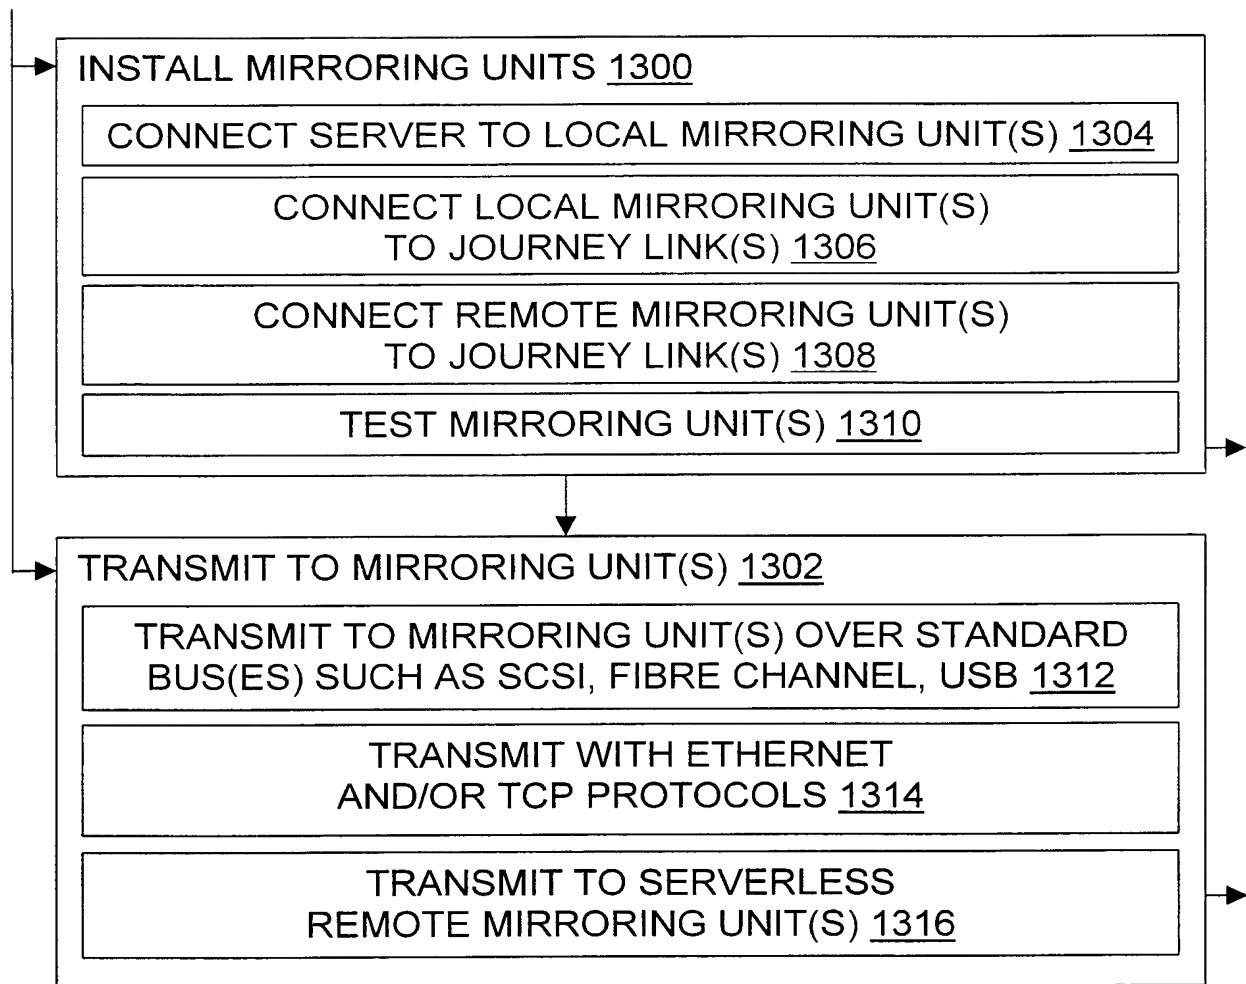 INSTALL MIRRORING UNITS 1300
CONNECT SERVER TO LOCAL MIRRORING UNIT(S) 1304
CONNECT LOCAL MIRRORING UNIT(S)
TO JOURNEY LINK(S) 1306
CONNECT REMOTE MIRRORING UNIT(S)
TO JOURNEY LINK(S) 1308
TEST MIRRORING UNIT(S) 1310
TRANSMIT TO MIRRORING UNIT(S) 1302
TRANSMIT TO MIRRORING UNIT(S) OVER STANDARD
BUS(ES) SUCH AS SCSI, FIBRE CHANNEL, USB 1312
TRANSMIT WITH ETHERNET
AND/OR TCP PROTOCOLS 1314
TRANSMIT TO SERVERLESS
REMOTE MIRRORING UNIT(S) 1316